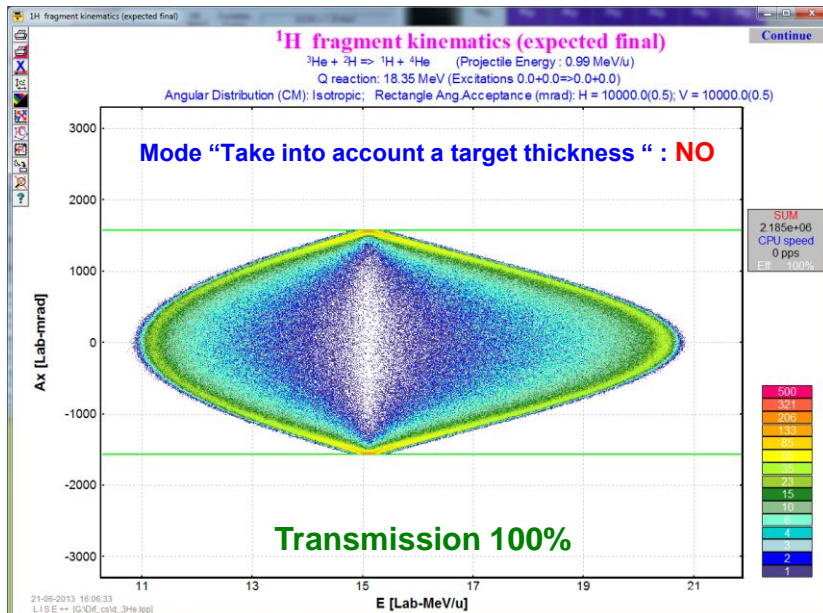 1H fragment kinematics (expected final)
¹H fragment kinematics (expected final)
Continue
³He + ²H => ¹H + ⁴He (Projectile Energy : 0.99 MeV/u)
Q reaction: 18.35 MeV (Excitations 0.0+0.0=>0.0+0.0)
Angular Distribution (CM): Isotropic; Rectangle Ang.Acceptance (mrad): H = 10000.0(0.5); V = 10000.0(0.5)
Mode “Take into account a target thickness “ : NO
3000
2000
1000
0
-1000
-2000
-3000
Ax [Lab-mrad]
SUM
2.185e+06
CPU speed
0 pps
Eff 100%
500
321
206
133
85
35
23
15
10
4
2
1
Transmission 100%
11
13
15
17
19
21
E [Lab-MeV/u]
21-06-2013 16:06:33
L I S E ++ [G:\Dif_cs\d_3He.lpp]